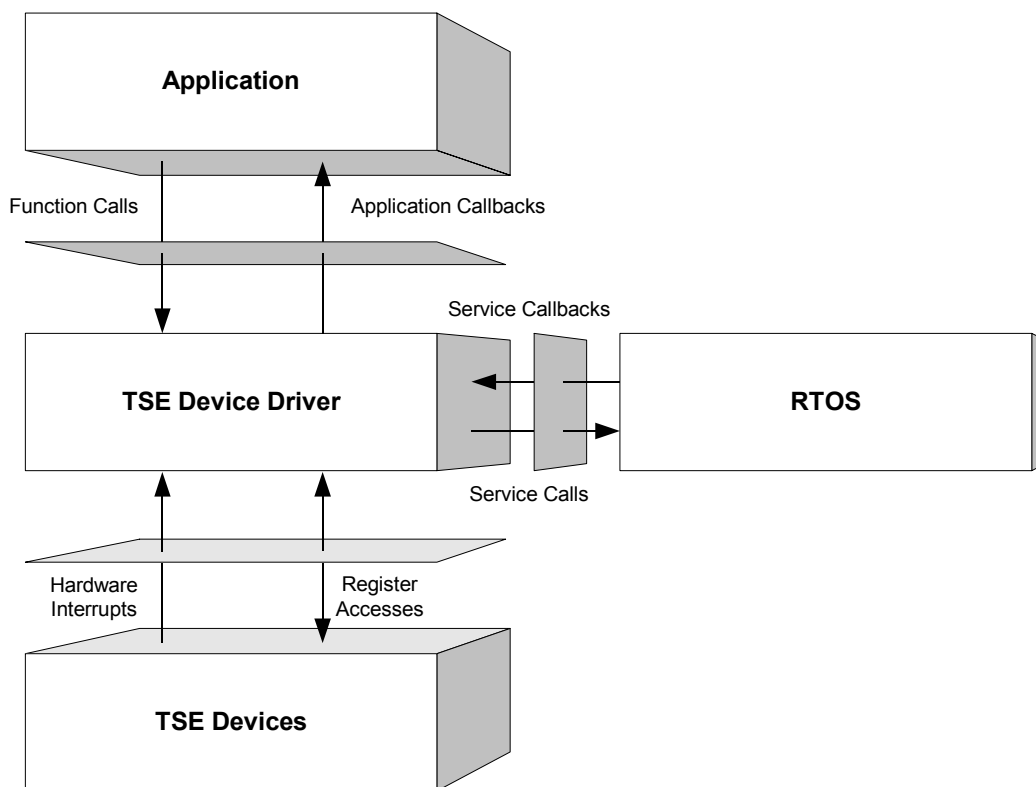 Application
Function Calls
Application Callbacks
Service Callbacks
TSE Device Driver
RTOS
Service Calls
Hardware
Interrupts
Register
Accesses
TSE Devices